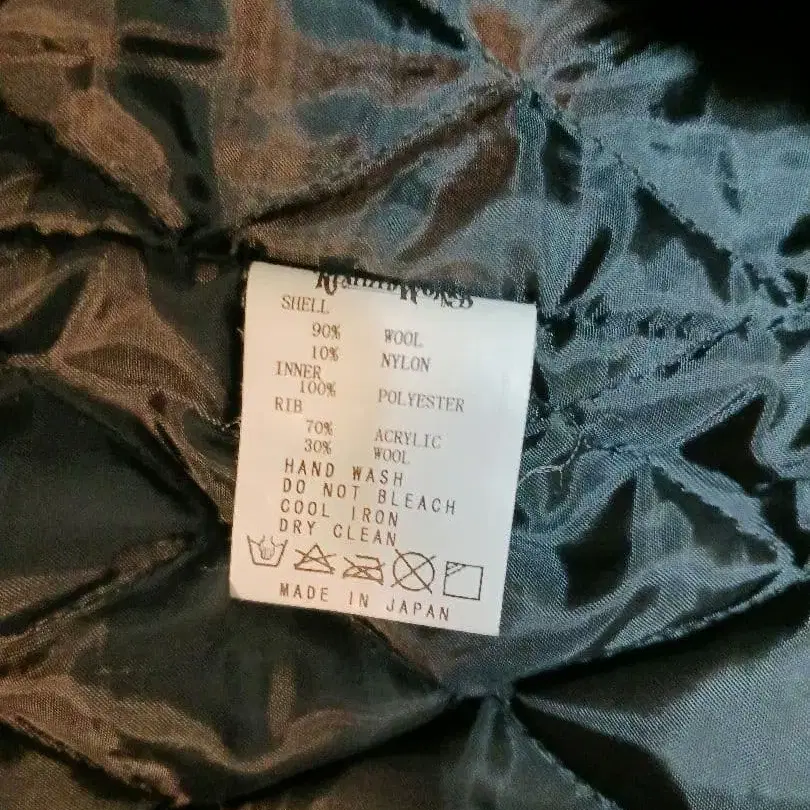 SHELL
90% WOOL
10% NYLON
INNER
100% POLYESTER
RIB
70% ACRYLIC
30% WOOL
HAND WASH
DO NOT BLEACH
COOL IRON
DRY CLEAN
MADE IN JAPAN